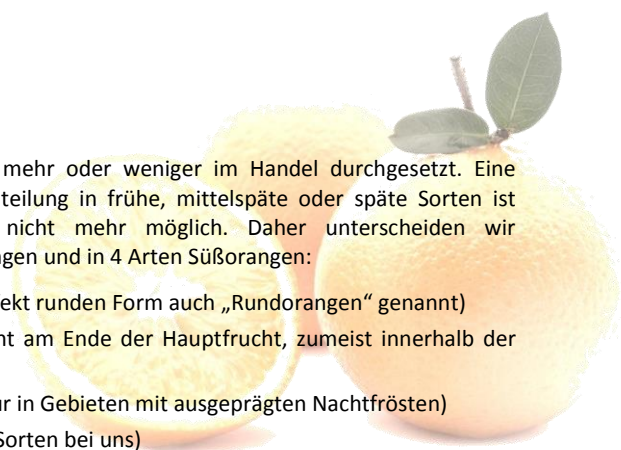 mehr oder weniger im Handel durchgesetzt. Eine
teilung in frühe, mittelspäte oder späte Sorten ist
nicht mehr möglich. Daher unterscheiden wir
gen und in 4 Arten Süßorangen:
ekt runden Form auch „Rundorangen“ genannt)
nt am Ende der Hauptfrucht, zumeist innerhalb der
ur in Gebieten mit ausgeprägten Nachtfrösten)
Sorten bei uns)